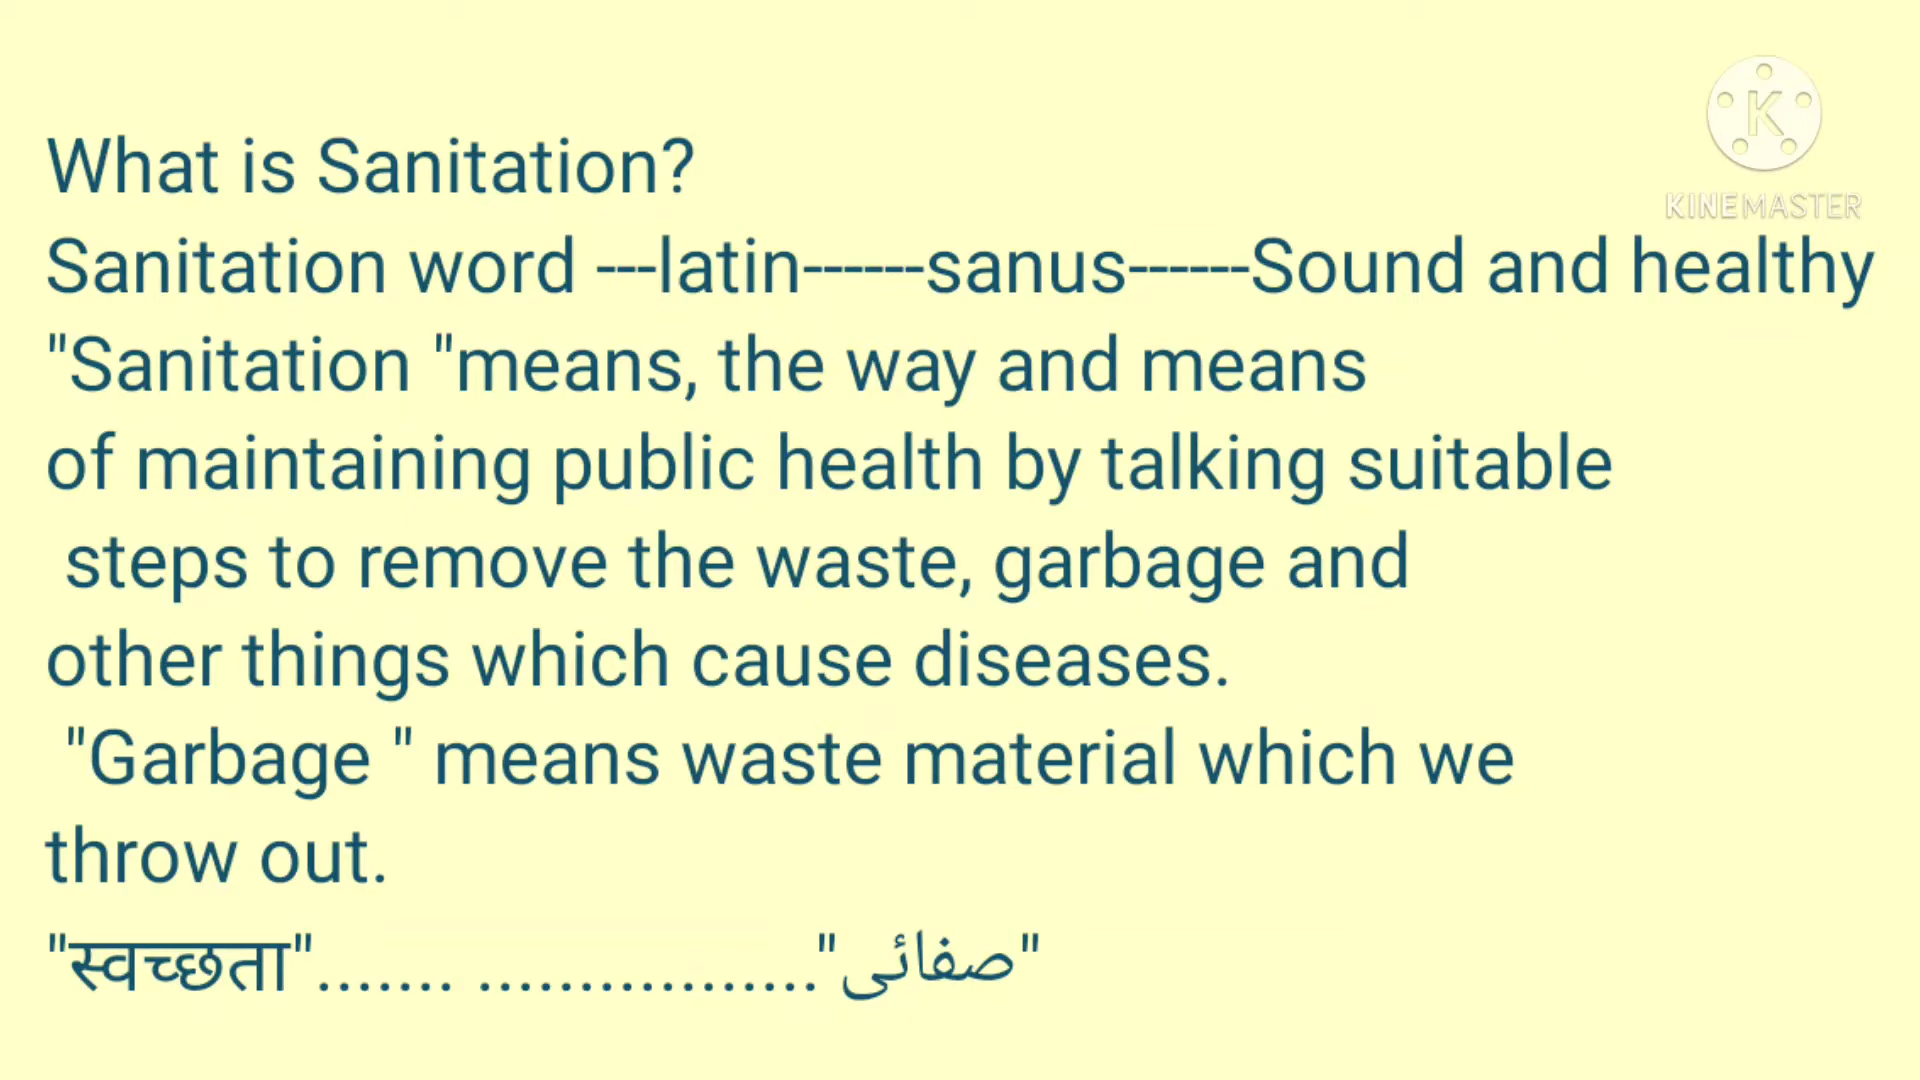 What is Sanitation?
KINEMASTER
Sanitation word ---latin------sanus------Sound and healthy
"Sanitation "means, the way and means
of maintaining public health by talking suitable
steps to remove the waste, garbage and
other things which cause diseases.
"Garbage " means waste material which we
throw out.
"स्वच्छता"....... ................."صفائی"